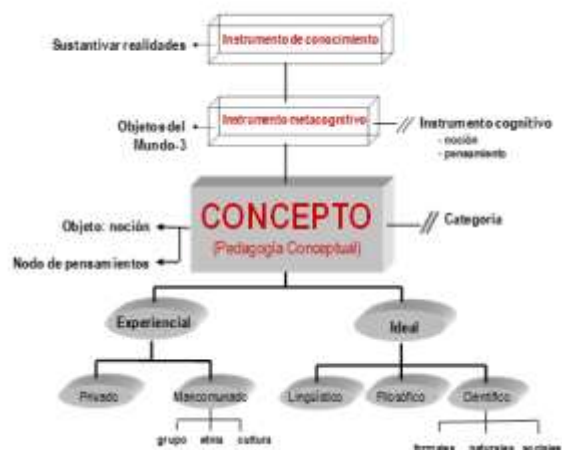 Instrumento de conocimiento
Sustantivar realidades
Instrumento metacognitivo
Objetos del
Mundo-3
Instrumento cognitivo
- noción
- pensamiento
CONCEPTO
(Pedagogía Conceptual)
Objeto: noción
Nodo de pensamientos
Categoría
Experiencial
Ideal
Privado
Mancomunado
Lingüístico
Filosófico
Científico
grupo etnia cultura
formales naturales sociales